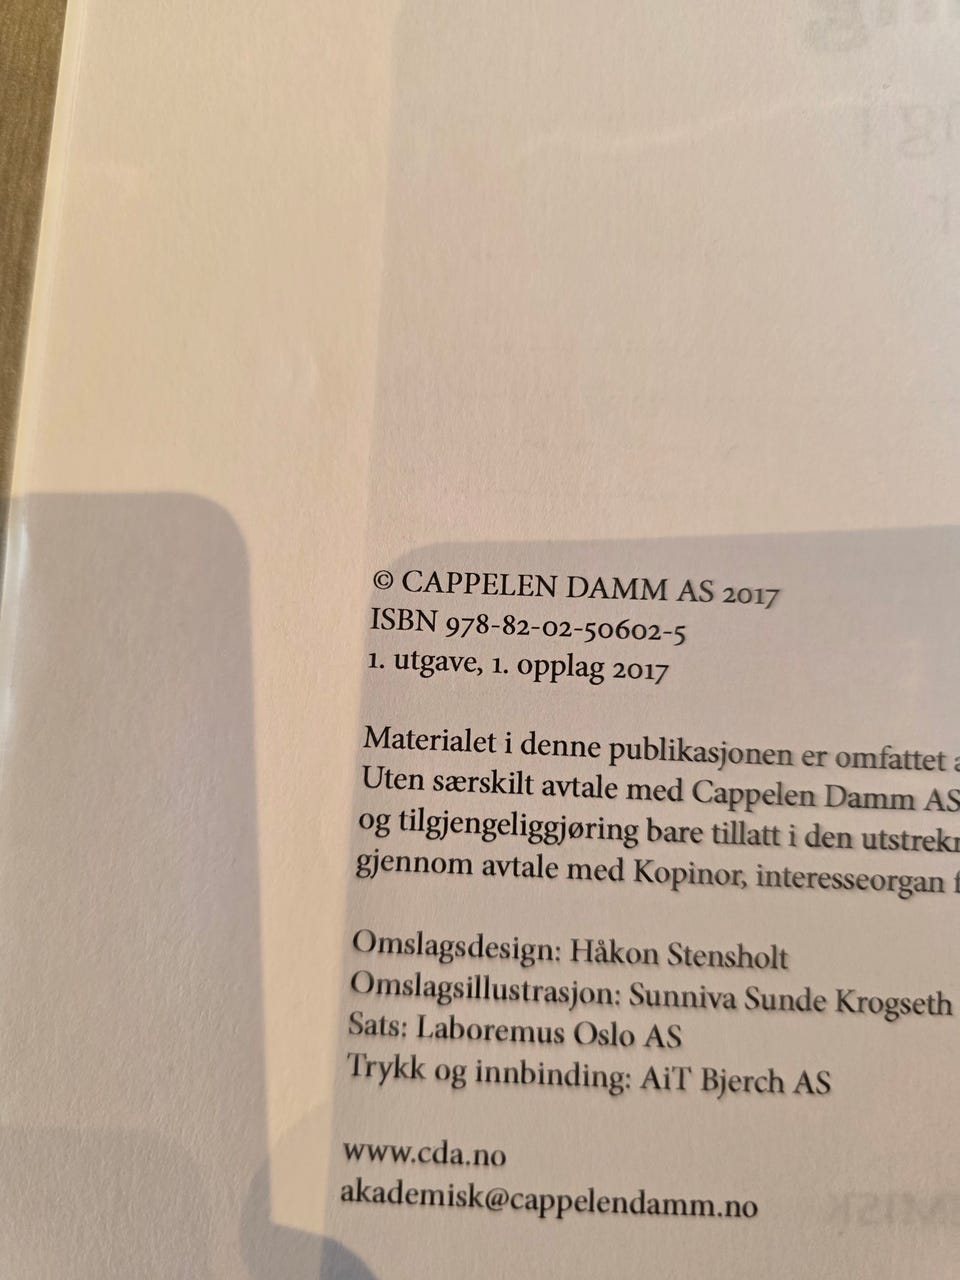 © CAPPELEN DAMM AS 2017
ISBN 978-82-02-50602-5
1. utgave, 1. opplag 2017
Materialet i denne publikasjonen er omfattet
Uten særskilt avtale med Cappelen Damm AS
og tilgjengeliggjøring bare tillatt i den
gjennom avtale med Kopinor, interesseorgan
Omslagsdesign: Håkon Stensholt
Omslagsillustrasjon: Sunniva Sunde Krogseth
Sats: Laboremus Oslo AS
Trykk og innbinding: AiT Bjerch AS
www.cda.no
akademisk@cappelendamm.no